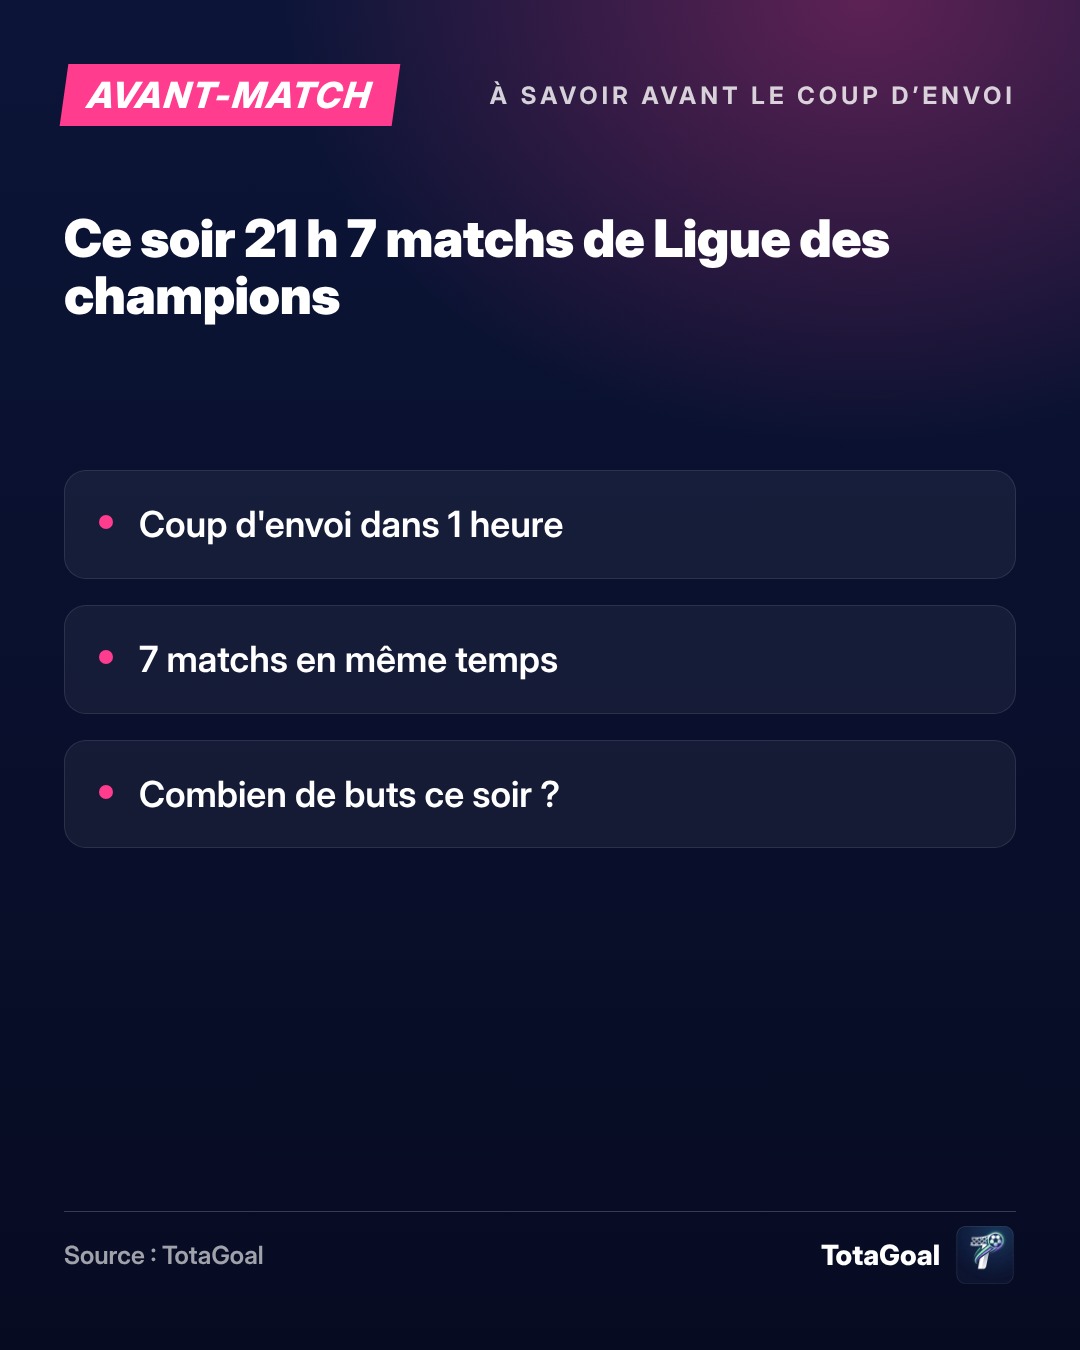 AVANT-MATCH
À SAVOIR AVANT LE COUP D’ENVOI
Ce soir 21 h 7 matchs de Ligue des
champions
Coup d'envoi dans 1 heure
7 matchs en même temps
Combien de buts ce soir ?
Source : TotaGoal
TotaGoal